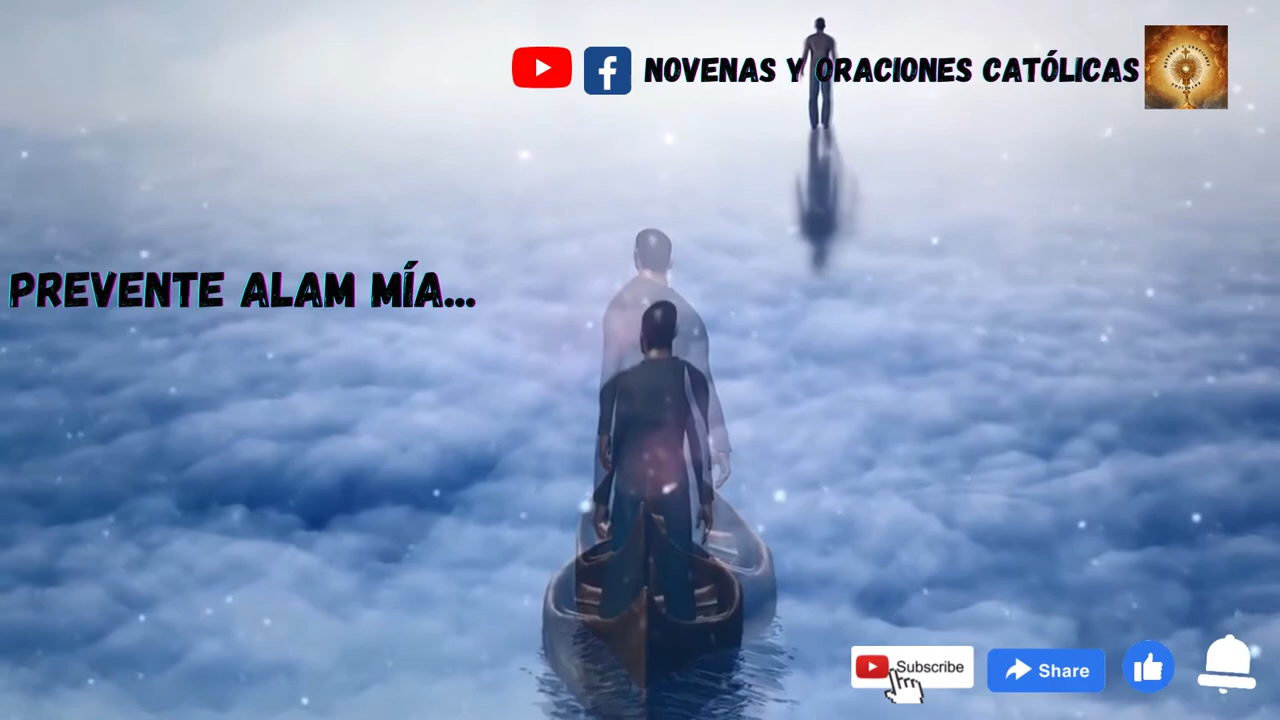 NOVENAS Y ORACIONES CATÓLICAS
PREVENTE ALAM MÍA...
Subscribe
Share